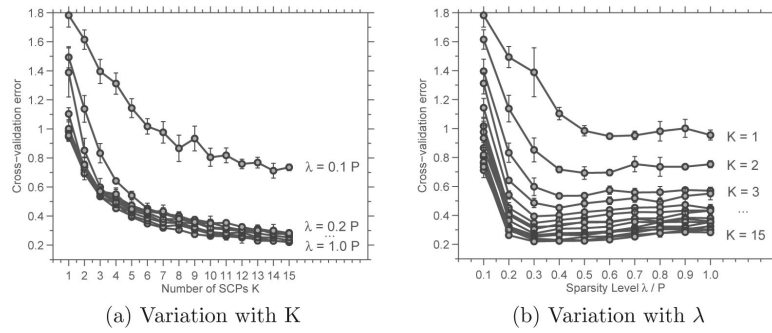 1.8
1.6
1.4
1.2
1
0.8
0.6
0.4
0.2
Cross-validation error
λ = 0.1 P
λ = 0.2 P
...
λ = 1.0 P
1 2 3 4 5 6 7 8 9 10 11 12 13 14 15
Number of SCPs K
(a) Variation with K
1.8
1.6
1.4
1.2
1
0.8
0.6
0.4
0.2
Cross-validation error
K = 1
K = 2
K = 3
...
K = 15
0.1 0.2 0.3 0.4 0.5 0.6 0.7 0.8 0.9 1.0
Sparsity Level λ / P
(b) Variation with λ